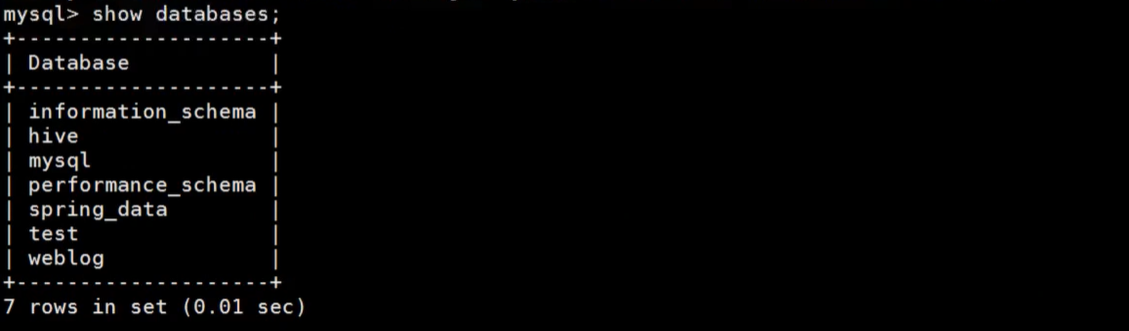 mysql> show databases;
+--------------------+
| Database           |
+--------------------+
| information_schema |
| hive               |
| mysql              |
| performance_schema |
| spring_data        |
| test               |
| weblog             |
+--------------------+
7 rows in set (0.01 sec)